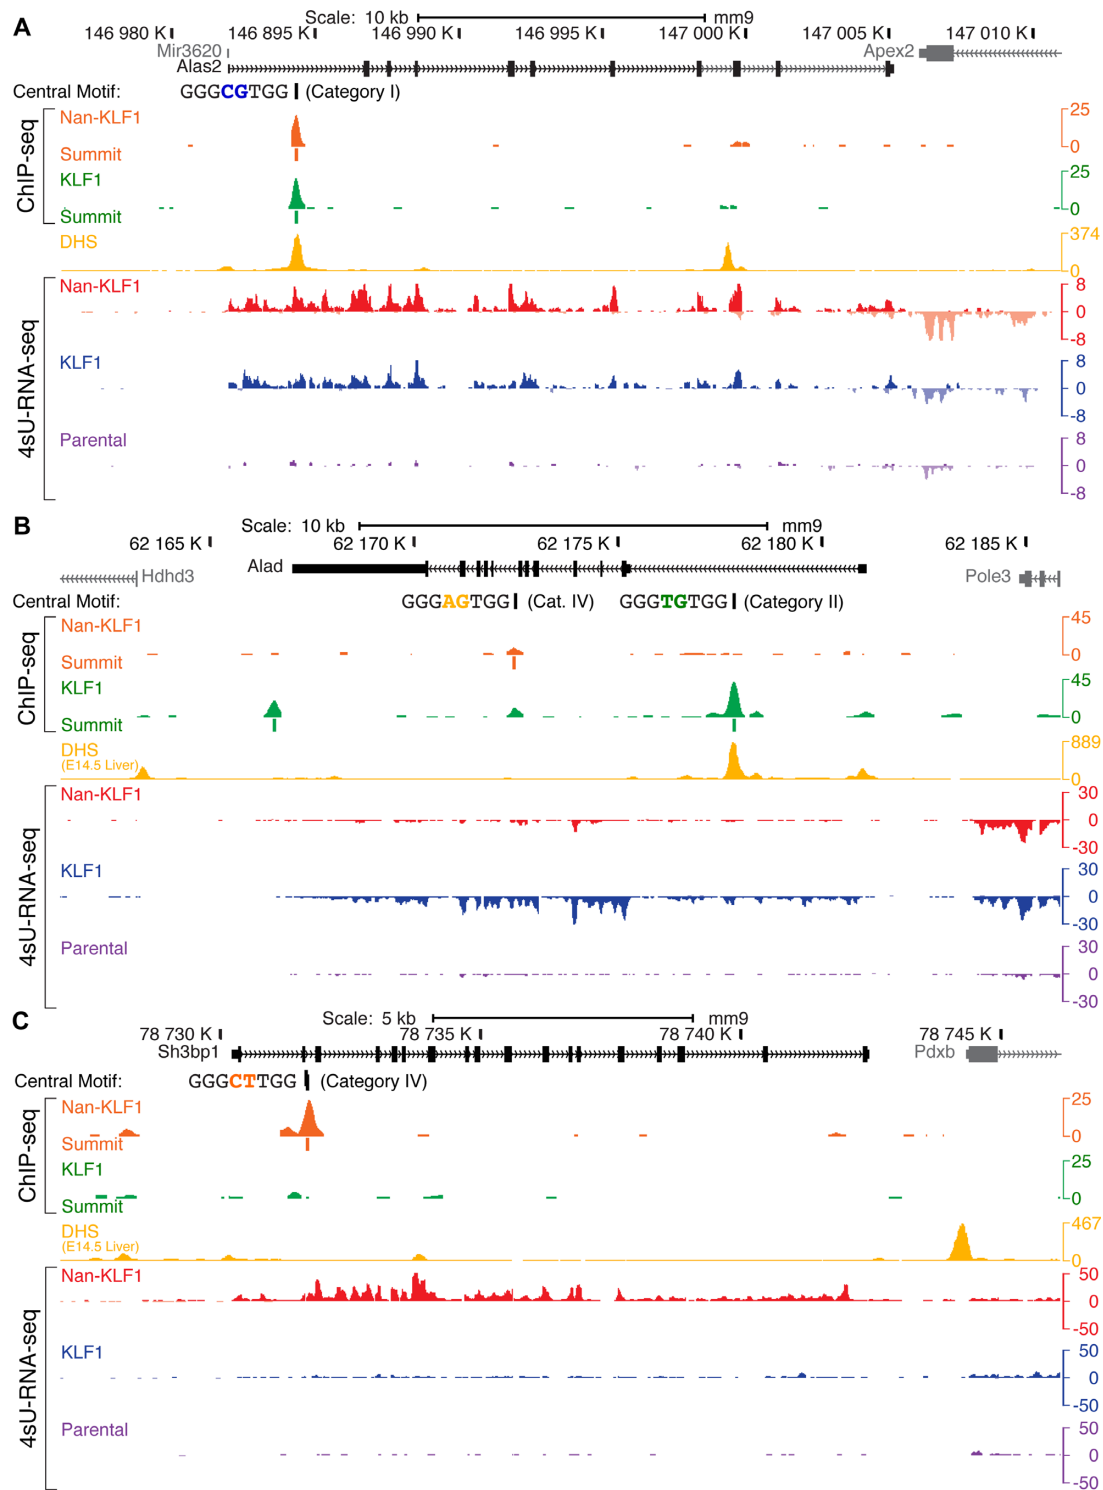 A
Scale: 10 kb mm9
146 980 K 146 895 K 146 990 K 146 995 K 147 000 K 147 005 K 147 010 K
Mir3620 Apex2
Alas2
Central Motif: GGGCGTGG (Category I)
ChIP-seq
Nan-KLF1 25
0
Summit
KLF1 25
0
Summit
DHS 374
0
4sU-RNA-seq
Nan-KLF1 8
0
-8
KLF1 8
0
-8
Parental 8
0
-8
B
Scale: 10 kb mm9
62 165 K 62 170 K 62 175 K 62 180 K 62 185 K
Alad
Hdhd3 Pole3
Central Motif: GGGAGTGG (Cat. IV) GGGTGTGG (Category II)
ChIP-seq
Nan-KLF1 45
0
Summit
KLF1 45
0
Summit
DHS 889
(E14.5 Liver)
0
4sU-RNA-seq
Nan-KLF1 30
0
-30
KLF1 30
0
-30
Parental 30
0
-30
C
Scale: 5 kb mm9
78 730 K 78 735 K 78 740 K 78 745 K
Sh3bp1 Pdxb
Central Motif: GGGCTTGG (Category IV)
ChIP-seq
Nan-KLF1 25
0
Summit
KLF1 25
0
Summit
DHS 467
(E14.5 Liver)
0
4sU-RNA-seq
Nan-KLF1 50
0
-50
KLF1 50
0
-50
Parental 50
0
-50